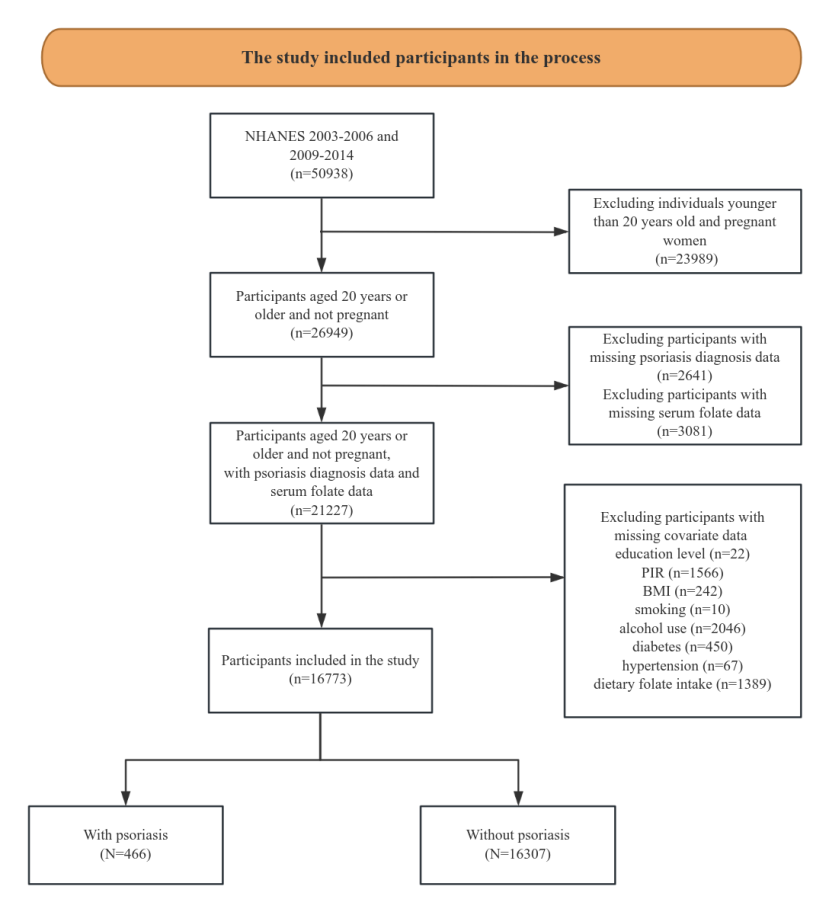 The study included participants in the process
NHANES 2003-2006 and
2009-2014
(n=50938)
Excluding individuals younger
than 20 years old and pregnant
women
(n=23989)
Participants aged 20 years or
older and not pregnant
(n=26949)
Excluding participants with
missing psoriasis diagnosis data
(n=2641)
Excluding participants with
missing serum folate data
(n=3081)
Participants aged 20 years or
older and not pregnant,
with psoriasis diagnosis data and
serum folate data
(n=21227)
Excluding participants with
missing covariate data
education level (n=22)
PIR (n=1566)
BMI (n=242)
smoking (n=10)
alcohol use (n=2046)
diabetes (n=450)
hypertension (n=67)
dietary folate intake (n=1389)
Participants included in the study
(n=16773)
With psoriasis
(N=466)
Without psoriasis
(N=16307)